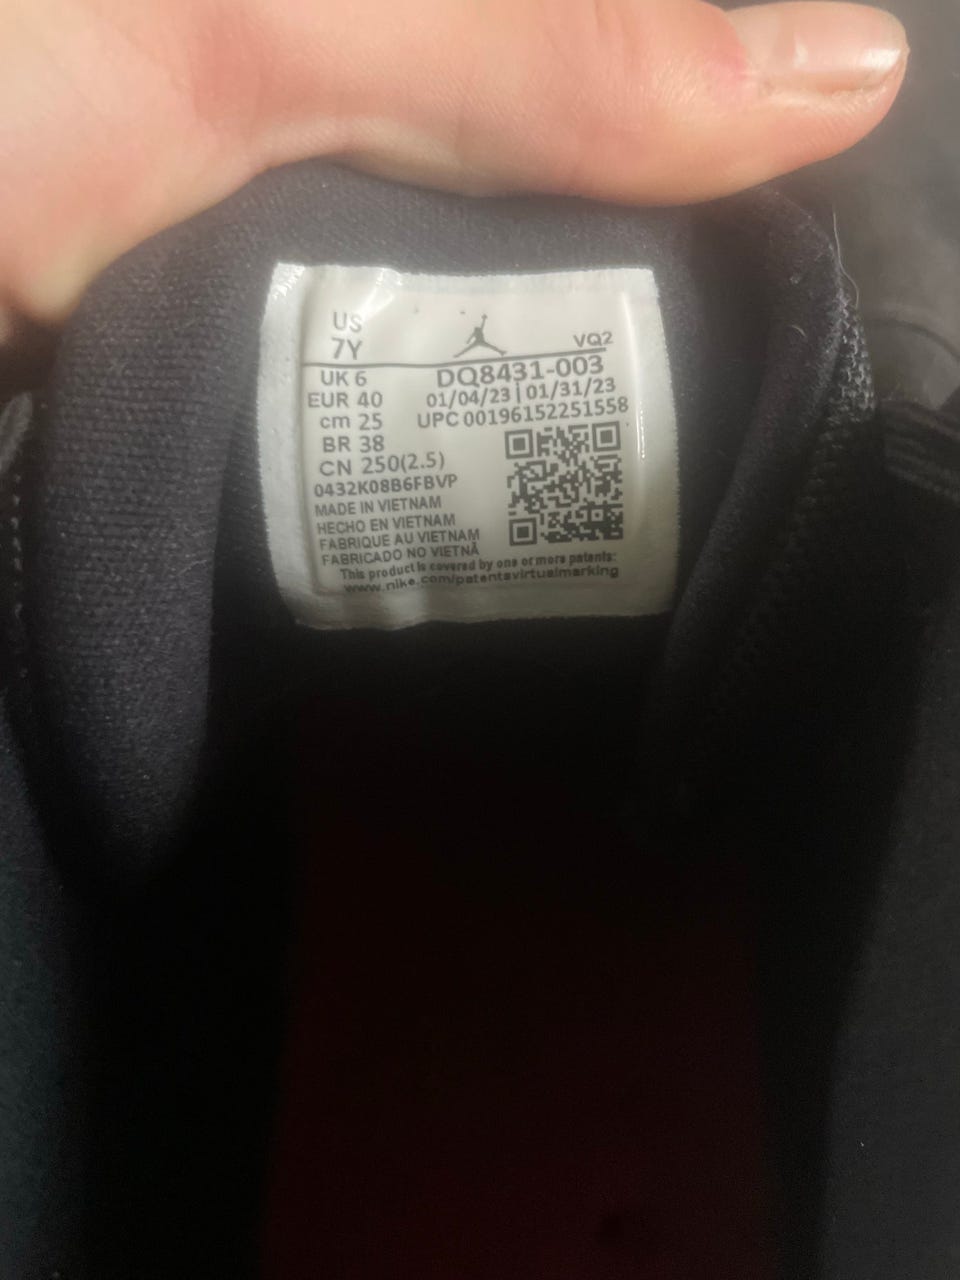 US
7Y
VQ2
UK 6
EUR 40
cm 25
BR 38
CN 250(2.5)
DQ8431-003
01/04/23 | 01/31/23
UPC 00196152251558
0432K08B6FBVP
MADE IN VIETNAM
HECHO EN VIETNAM
FABRIQUE AU VIETNAM
FABRICADO NO VIETNÃ
This product is covered by one or more patents:
www.nike.com/patentsvirtualmarking